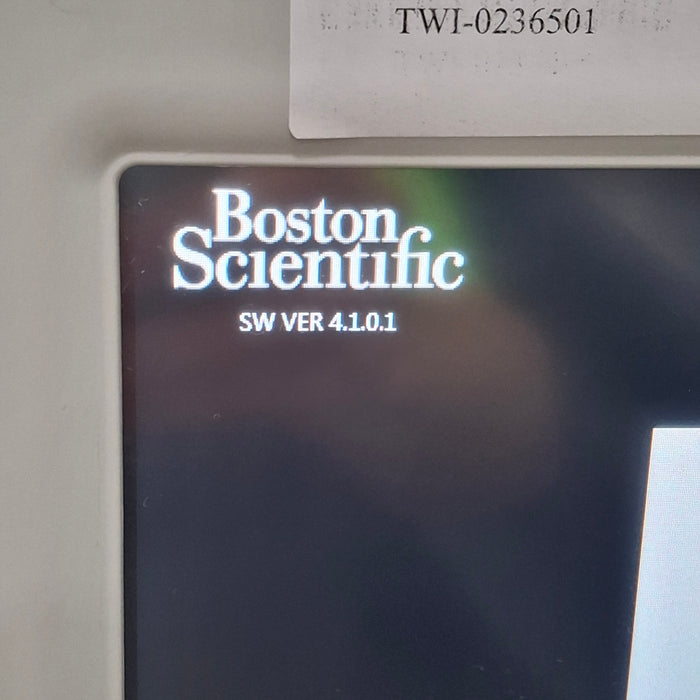 TWI-0236501
Boston
Scientific
SW VER 4.1.0.1